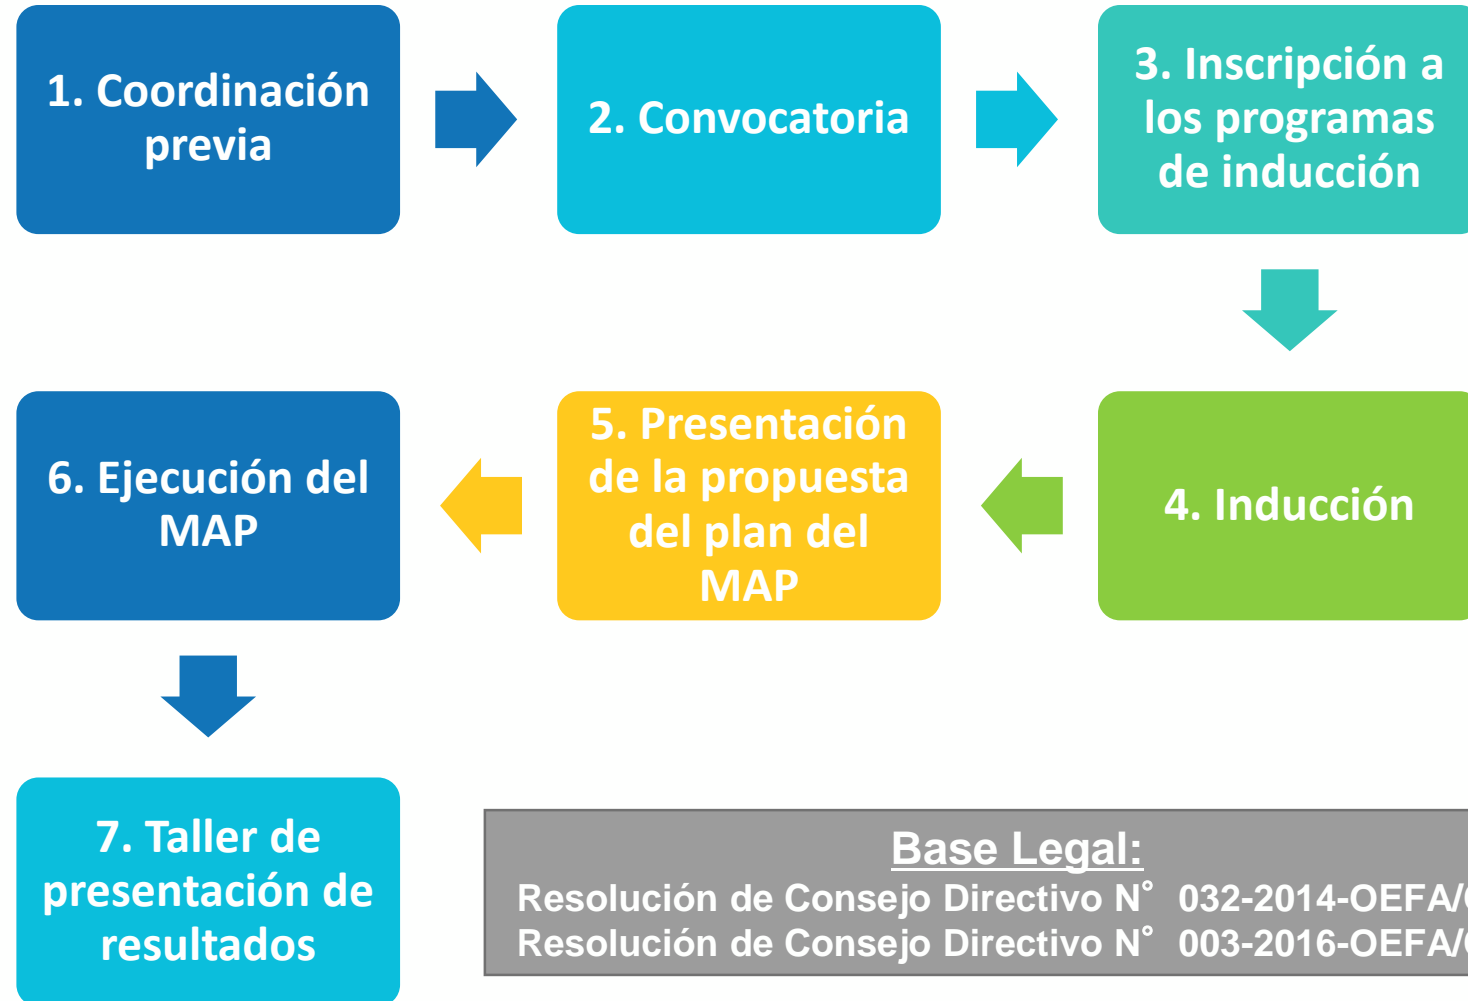 1. Coordinación
previa
2. Convocatoria
3. Inscripción a
los programas
de inducción
4. Inducción
5. Presentación
de la propuesta
del plan del
MAP
6. Ejecución del
MAP
7. Taller de
presentación de
resultados
Base Legal:
Resolución de Consejo Directivo N° 032-2014-OEFA/
Resolución de Consejo Directivo N° 003-2016-OEFA/